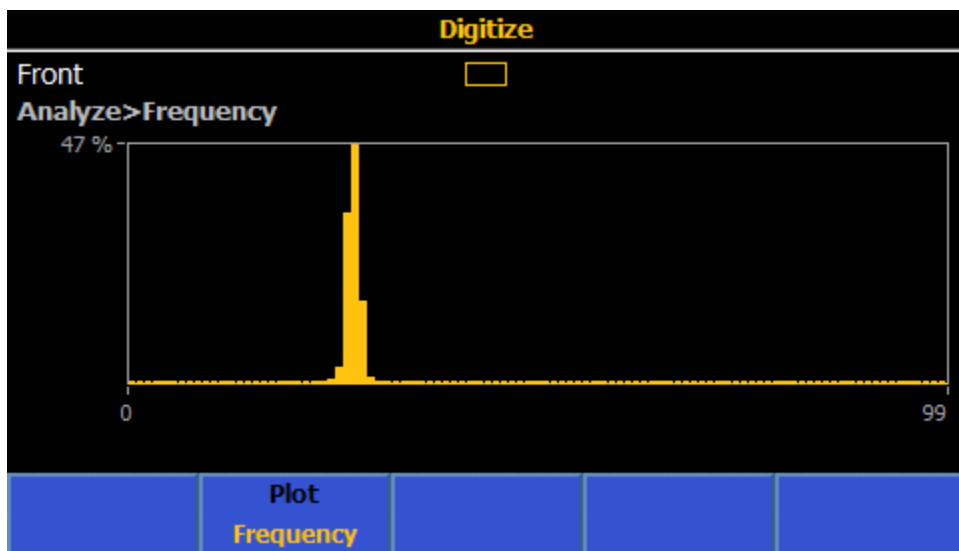 Digitize
Front
Analyze>Frequency
47 %
0
99
Plot
Frequency